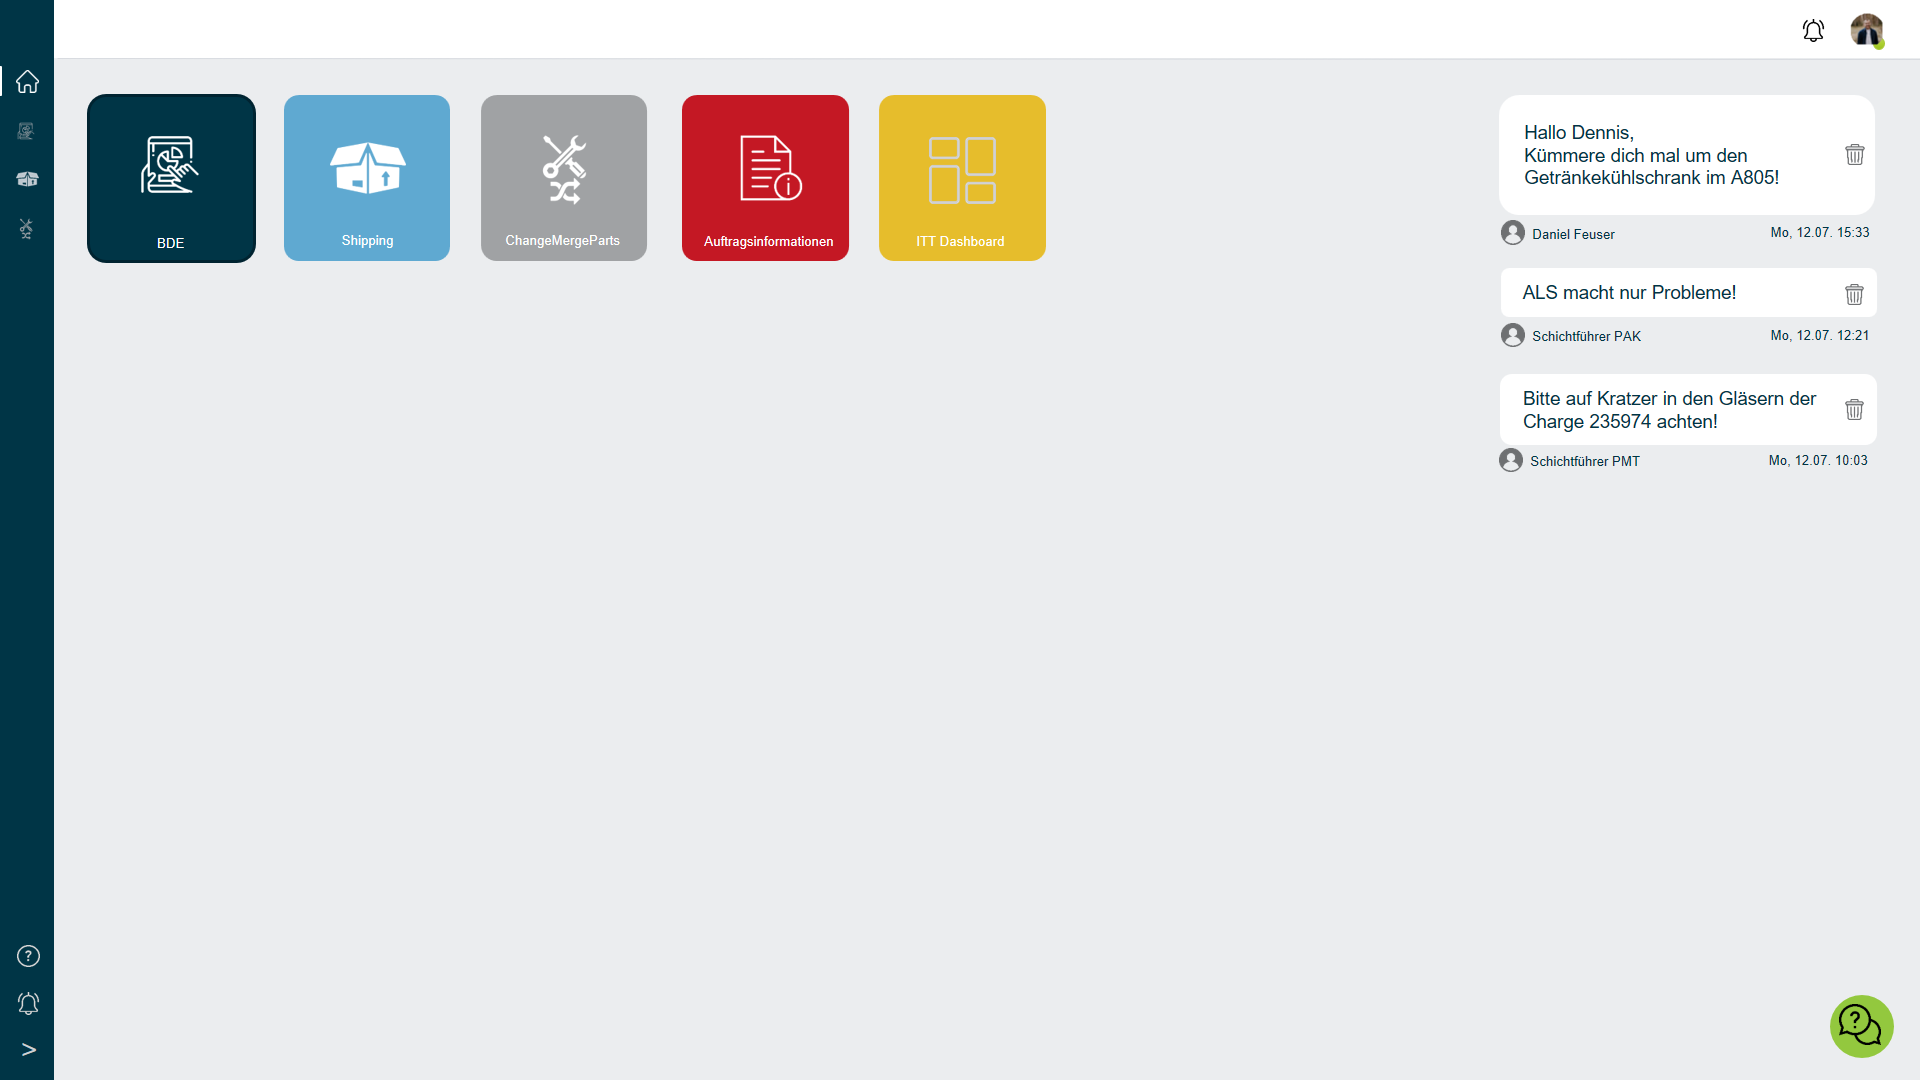 BDE
Shipping
ChangeMergeParts
Auftragsinformationen
ITT Dashboard
Hallo Dennis,
Kümmere dich mal um den
Getränkekühlschrank im A805!
Daniel Feuser
Mo, 12.07. 15:33
ALS macht nur Probleme!
Schichtführer PAK
Mo, 12.07. 12:21
Bitte auf Kratzer in den Gläsern der
Charge 235974 achten!
Schichtführer PMT
Mo, 12.07. 10:03
?
>
?